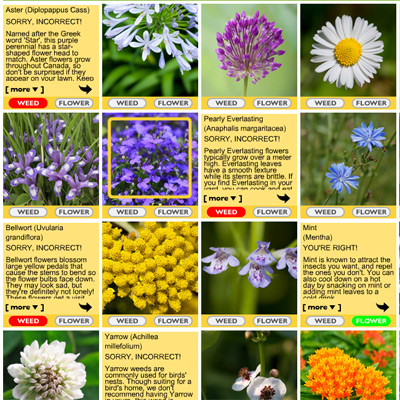 Aster (Diplopappus Cass)
SORRY, INCORRECT!
Named after the Greek
word 'Star', this purple
perennial has a star-
shaped flower head to
match. Aster flowers grow
throughout Canada, so
don't be surprised if they
appear on your lawn. Keep
[ more ▼ ]
WEED FLOWER
WEED FLOWER
WEED FLOWER
WEED FLOWER
WEED FLOWER
WEED FLOWER
Pearly Everlasting
(Anaphalis margaritacea)
SORRY, INCORRECT!
Pearly Everlasting flowers
typically grow over a meter
high. Everlasting leaves
have a smooth texture
while its stems are brittle. If
you find Everlasting in your
yard, you can cook and eat
[ more ▼ ]
WEED FLOWER
WEED FLOWER
Bellwort (Uvularia
grandiflora)
SORRY, INCORRECT!
Bellwort flowers blossom
large yellow pedals that
cause the stems to bend so
the flower bulbs face down.
They may look sad, but
they're definitely not lonely!
These flowers get a visit
[ more ▼ ]
WEED FLOWER
WEED FLOWER
WEED FLOWER
Mint
(Mentha)
YOU'RE RIGHT!
Mint is known to attract the
insects you want, and repel
the ones you don't. You can
also cool down on a hot
day by snacking on mint or
adding mint leaves to a
cold drink.
[ more ▼ ]
WEED FLOWER
Yarrow (Achillea
millefolium)
SORRY, INCORRECT!
Yarrow weeds are
commonly used for birds'
nests. Though suiting for a
bird's home, we don't
recommend having Yarrow